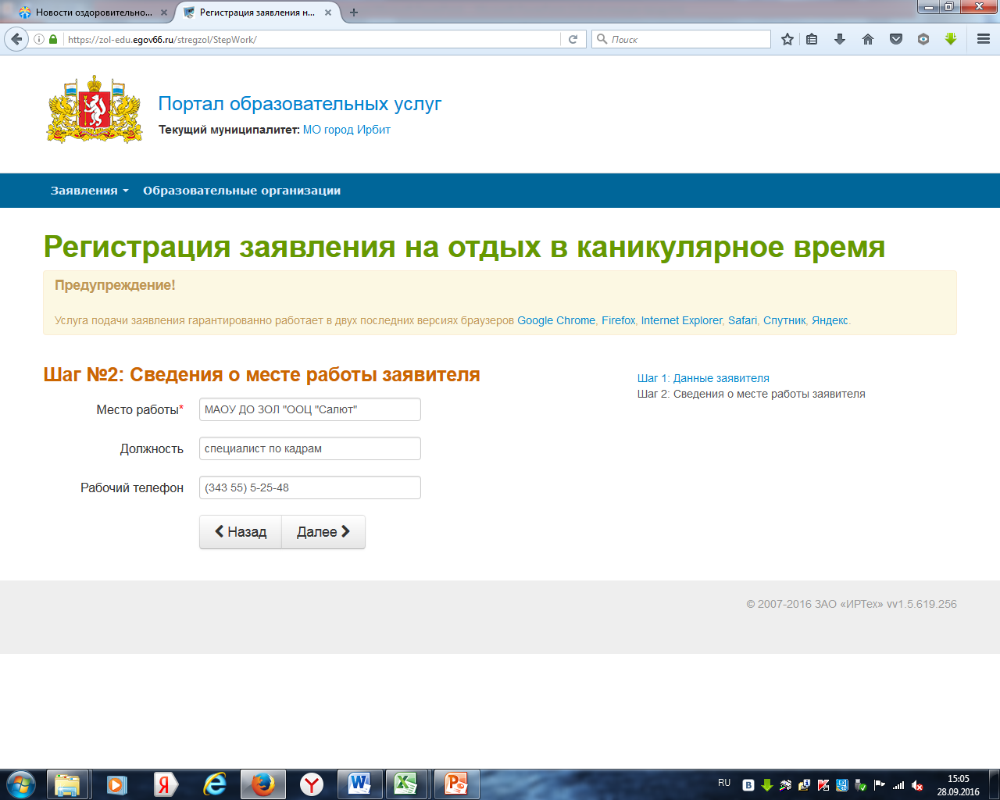 Новости оздоровительно...
Регистрация заявления н...
https://zol-edu.egov66.ru/stregzol/StepWork/
Поиск
Портал образовательных услуг
Текущий муниципалитет: МО город Ирбит
Заявления
Образовательные организации
Регистрация заявления на отдых в каникулярное время
Предупреждение!
Услуга подачи заявления гарантированно работает в двух последних версиях браузеров Google Chrome, Firefox, Internet Explorer, Safari, Спутник, Яндекс.
Шаг №2: Сведения о месте работы заявителя
Место работы*
МАОУ ДО ЗОЛ "ООЦ "Салют"
Должность
специалист по кадрам
Рабочий телефон
(343 55) 5-25-48
Назад
Далее
Шаг 1: Данные заявителя
Шаг 2: Сведения о месте работы заявителя
© 2007-2016 ЗАО «ИРТех» vv1.5.619.256
RU
15:05
28.09.2016